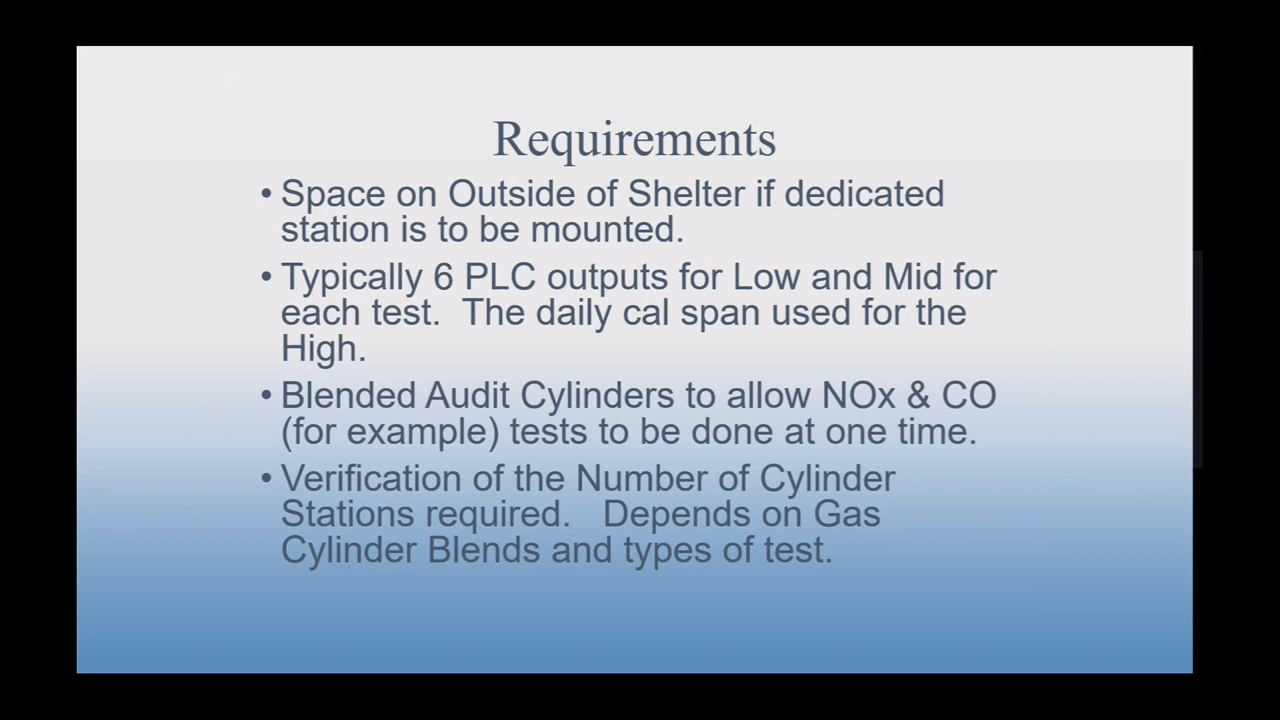 Requirements
• Space on Outside of Shelter if dedicated
station is to be mounted.
• Typically 6 PLC outputs for Low and Mid for
each test.  The daily cal span used for the
High.
• Blended Audit Cylinders to allow NOx & CO
(for example) tests to be done at one time.
• Verification of the Number of Cylinder
Stations required.   Depends on Gas
Cylinder Blends and types of test.